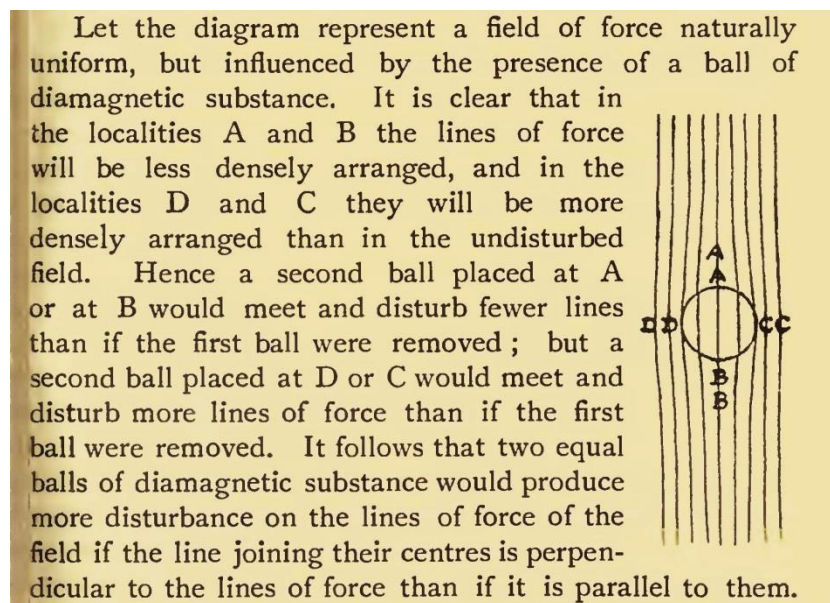 Let the diagram represent a field of force naturally
uniform, but influenced by the presence of a ball of
diamagnetic substance. It is clear that in
the localities A and B the lines of force
will be less densely arranged, and in the
localities D and C they will be more
densely arranged than in the undisturbed
field. Hence a second ball placed at A
or at B would meet and disturb fewer lines
than if the first ball were removed ; but a
second ball placed at D or C would meet and
disturb more lines of force than if the first
ball were removed. It follows that two equal
balls of diamagnetic substance would produce
more disturbance on the lines of force of the
field if the line joining their centres is perpen-
dicular to the lines of force than if it is parallel to them.
A
A
D D C C
B
B